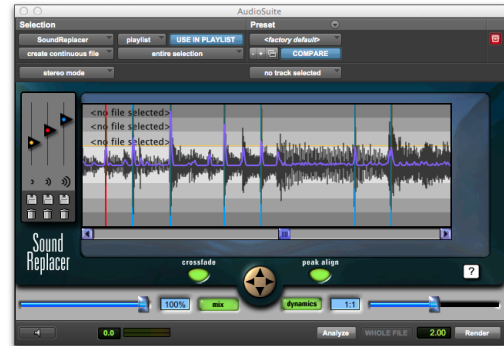 AudioSuite
Selection
Preset
SoundReplacer
playlist
USE IN PLAYLIST
<factory default>
create continuous file
entire selection
- +
COMPARE
stereo mode
no track selected
<no file selected>
<no file selected>
<no file selected>
Sound
Replacer
crossfade
peak align
?
100%
mix
dynamics
1:1
0.0
Analyze
WHOLE FILE
2.00
Render